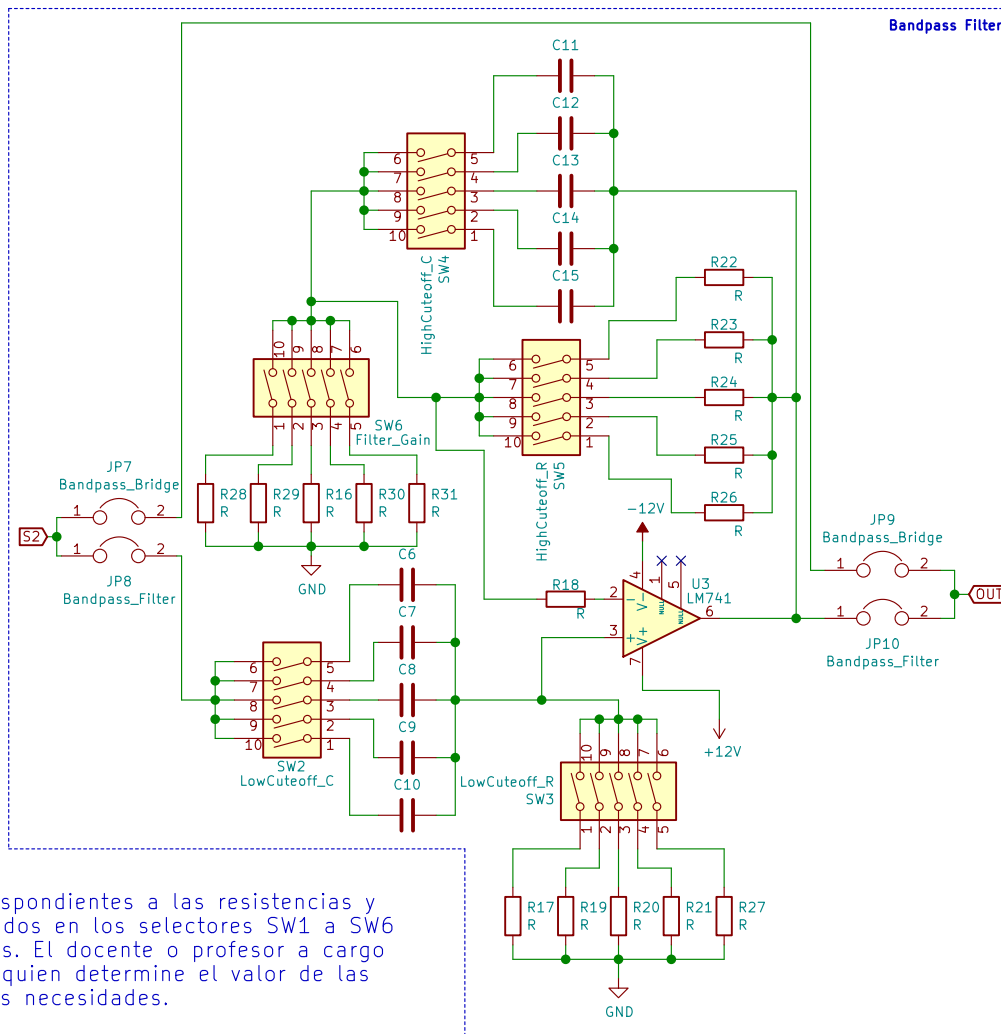 Bandpass Filter
C11
C12
C13
C14
C15
6 5
7 4
8 3
9 2
10 1
HighCuteoff_C
SW4
R22
R
R23
R
R24
R
R25
R
R26
R
6 5
7 4
8 3
9 2
10 1
HighCuteoff_R
SW5
10 9 8 7 6
1 2 3 4 5
SW6
Filter_Gain
R28
R
R29
R
R16
R
R30
R
R31
R
GND
JP7
Bandpass_Bridge
1 2
S2
1 2
JP8
Bandpass_Filter
C6
C7
C8
C9
C10
6 5
7 4
8 3
9 2
10 1
SW2
LowCuteoff_C
R18
R
-12V
U3
LM741
2 -
3 +
4 V-
7 V+
1 NULL
5 NULL
6
+12V
JP9
Bandpass_Bridge
1 2
OUT
1 2
JP10
Bandpass_Filter
LowCuteoff_R
SW3
10 9 8 7 6
1 2 3 4 5
R17
R
R19
R
R20
R
R21
R
R27
R
GND
spondientes a las resistencias y
dos en los selectores SW1 a SW6
s. El docente o profesor a cargo
quien determine el valor de las
s necesidades.